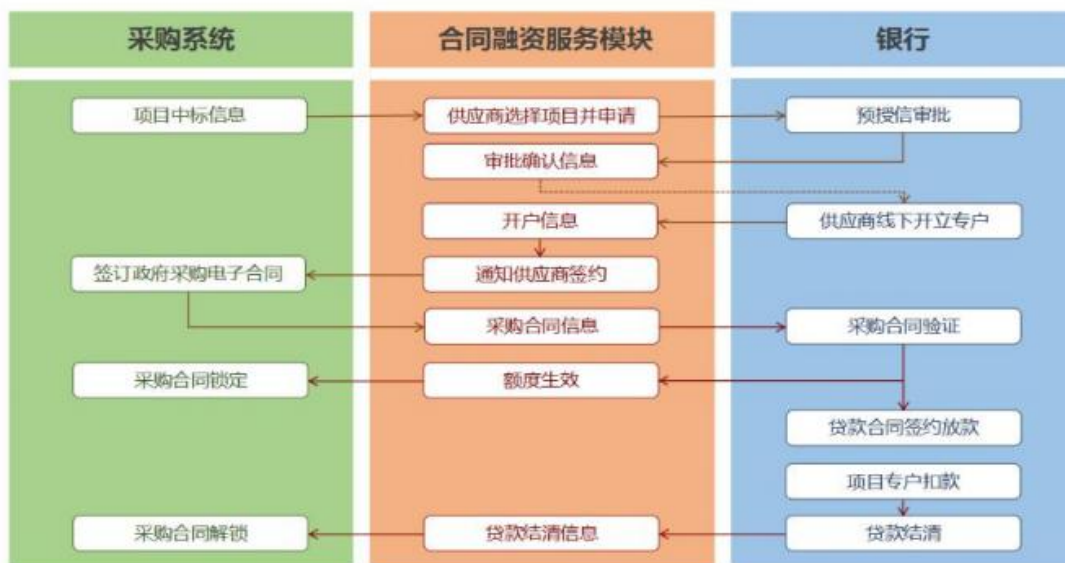 采购系统
合同融资服务模块
银行
项目中标信息
供应商选择项目并申请
预授信审批
审批确认信息
开户信息
供应商线下开立专户
签订政府采购电子合同
通知供应商签约
采购合同信息
采购合同验证
采购合同锁定
额度生效
贷款合同签约放款
项目专户扣款
采购合同解锁
贷款结清信息
贷款结清